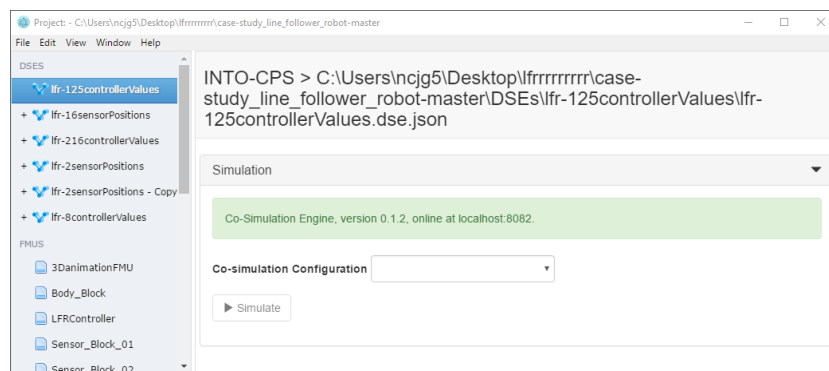 Project: - C:\Users\ncjg5\Desktop\lfrrrrrrrrr\case-study_line_follower_robot-master
File Edit View Window Help
DSES
lfr-125controllerValues
+ lfr-16sensorPositions
+ lfr-216controllerValues
+ lfr-2sensorPositions
+ lfr-2sensorPositions - Copy
+ lfr-8controllerValues
FMUS
3DanimationFMU
Body_Block
LFRController
Sensor_Block_01
Sensor_Block_02
INTO-CPS > C:\Users\ncjg5\Desktop\lfrrrrrrrrr\case-
study_line_follower_robot-master\DSEs\lfr-125controllerValues\lfr-
125controllerValues.dse.json
Simulation
Co-Simulation Engine, version 0.1.2, online at localhost:8082.
Co-simulation Configuration
Simulate